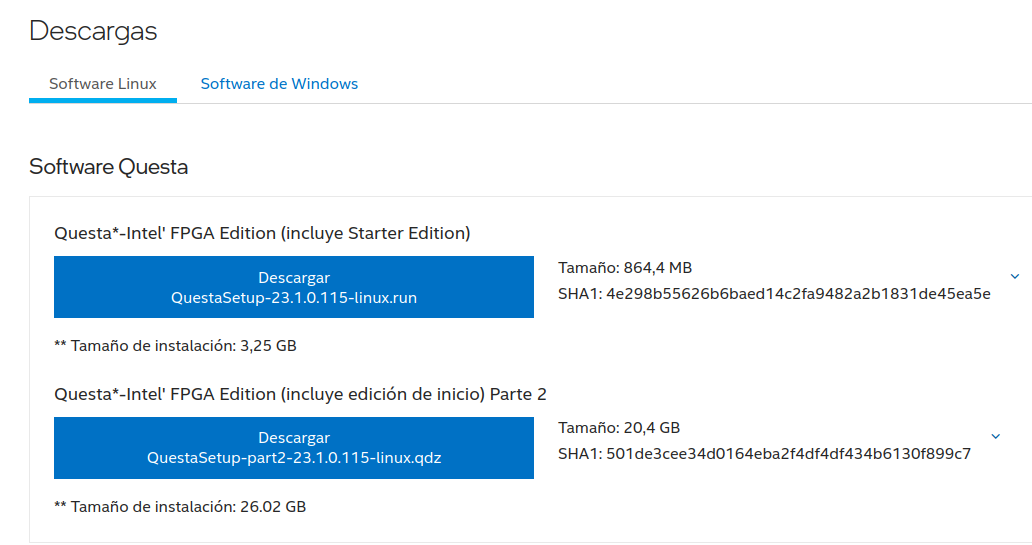 Descargas
Software Linux
Software de Windows
Software Questa
Questa*-Intel' FPGA Edition (incluye Starter Edition)
Descargar
QuestaSetup-23.1.0.115-linux.run
Tamaño: 864,4 MB
SHA1: 4e298b55626b6baed14c2fa9482a2b1831de45ea5e
** Tamaño de instalación: 3,25 GB
Questa*-Intel' FPGA Edition (incluye edición de inicio) Parte 2
Descargar
QuestaSetup-part2-23.1.0.115-linux.qdz
Tamaño: 20,4 GB
SHA1: 501de3cee34d0164eba2f4df4df434b6130f899c7
** Tamaño de instalación: 26.02 GB